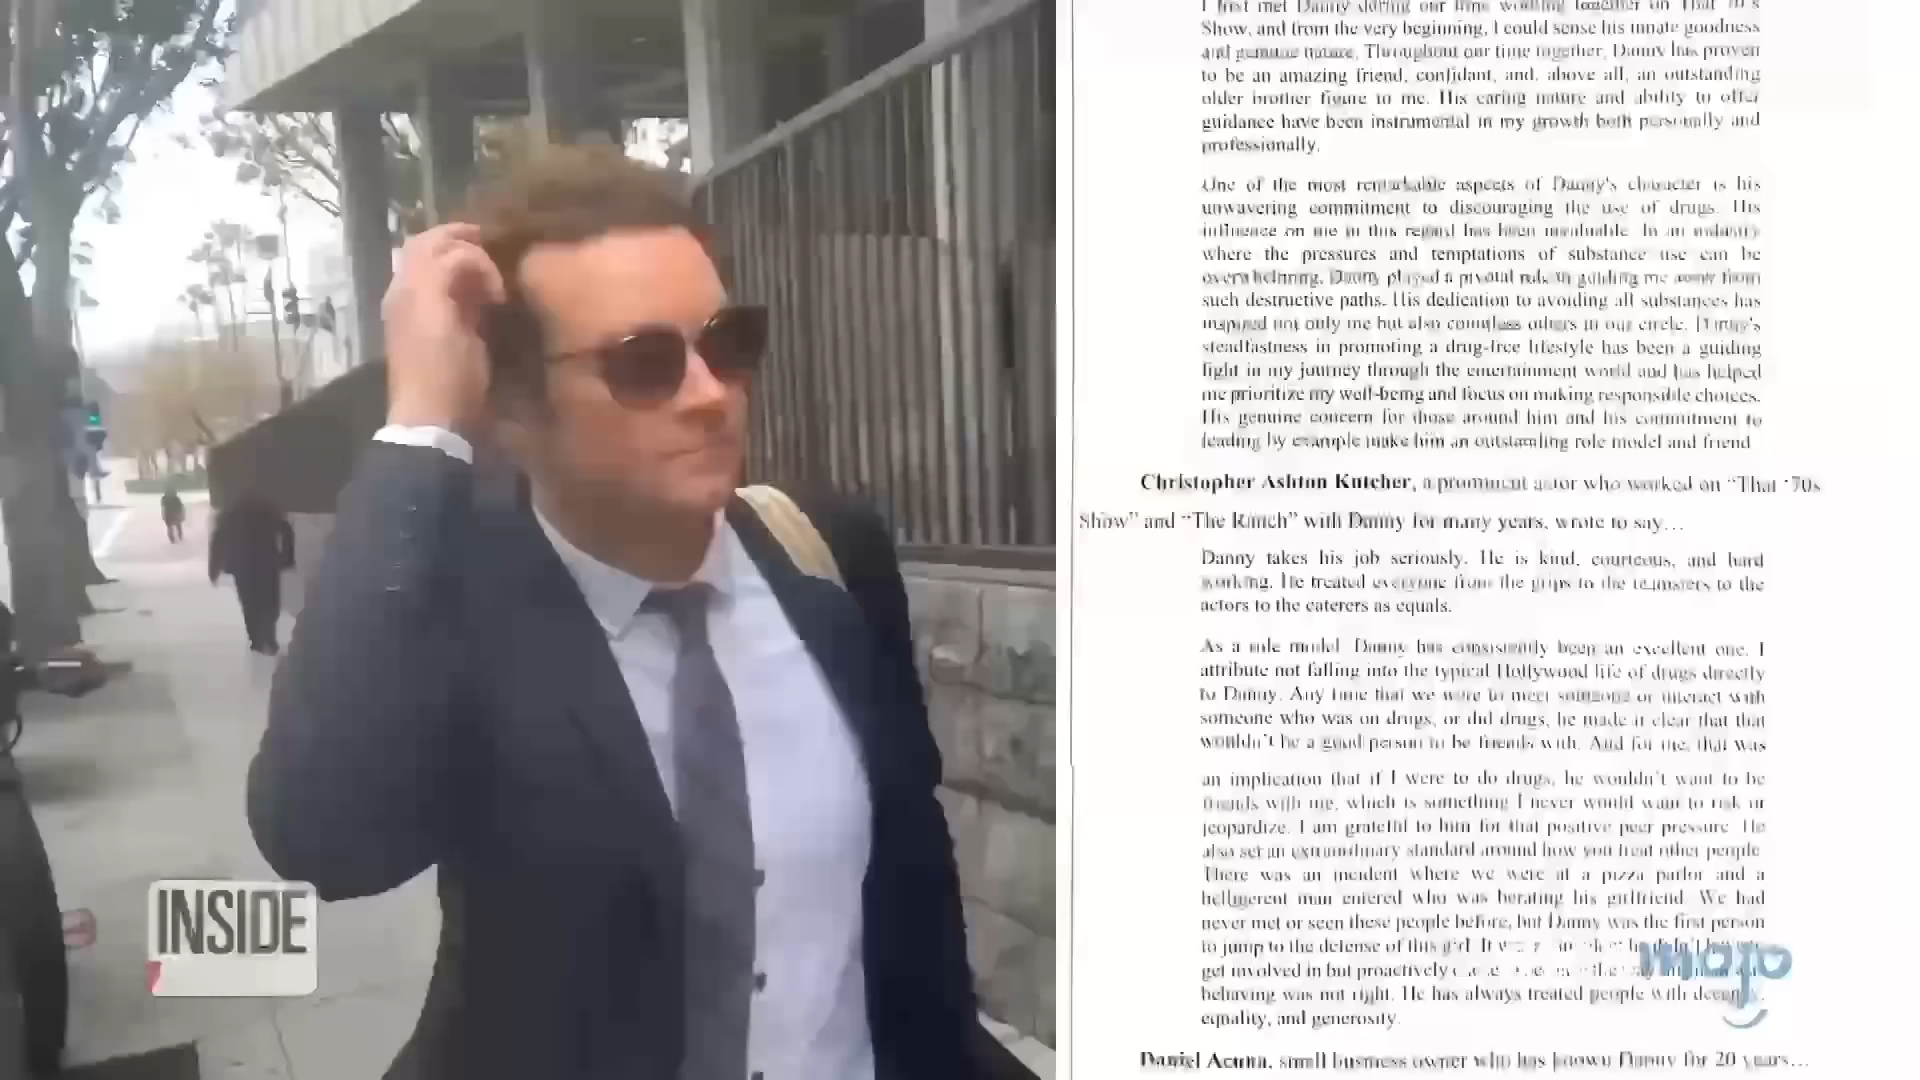 INSIDE
I first met Danny during our time working together on That 70's
Show, and from the very beginning, I could sense his innate goodness
and genuine nature. Throughout our time together, Danny has proven
to be an amazing friend, confidant, and, above all, an outstanding
older brother figure to me. His caring nature and ability to offer
guidance have been instrumental in my growth both personally and
professionally.
One of the most remarkable aspects of Danny's character is his
unwavering commitment to discouraging the use of drugs. His
influence on me in this regard has been invaluable. In an industry
where the pressures and temptations of substance use can be
overwhelming, Danny played a pivotal role in guiding me away from
such destructive paths. His dedication to avoiding all substances has
inspired not only me but also countless others in our circle. Danny's
steadfastness in promoting a drug-free lifestyle has been a guiding
light in my journey through the entertainment world and has helped
me prioritize my well-being and focus on making responsible choices.
His genuine concern for those around him and his commitment to
leading by example make him an outstanding role model and friend
Christopher Ashton Kutcher, a prominent actor who worked on “That ‘70s
Show” and “The Ranch” with Danny for many years, wrote to say…
Danny takes his job seriously. He is kind, courteous, and hard
working. He treated everyone from the grips to the teamsters to the
actors to the caterers as equals.
As a role model, Danny has consistently been an excellent one. I
attribute not falling into the typical Hollywood life of drugs directly
to Danny. Any time that we were to meet someone or interact with
someone who was on drugs, or did drugs, he made it clear that that
wouldn't be a good person to be friends with. And for me, that was
an implication that if I were to do drugs, he wouldn't want to be
friends with me, which is something I never would want to risk or
jeopardize. I am grateful to him for that positive peer pressure. He
also set an extraordinary standard around how you treat other people.
There was an incident where we were at a pizza parlor and a
belligerent man entered who was berating his girlfriend. We had
never met or seen these people before, but Danny was the first person
to jump to the defense of this girl. It
get involved in but proactively
behaving was not right. He has always treated people with decency,
equality, and generosity.
Daniel Acuna, small business owner who has known Danny for 20 years…
mojo